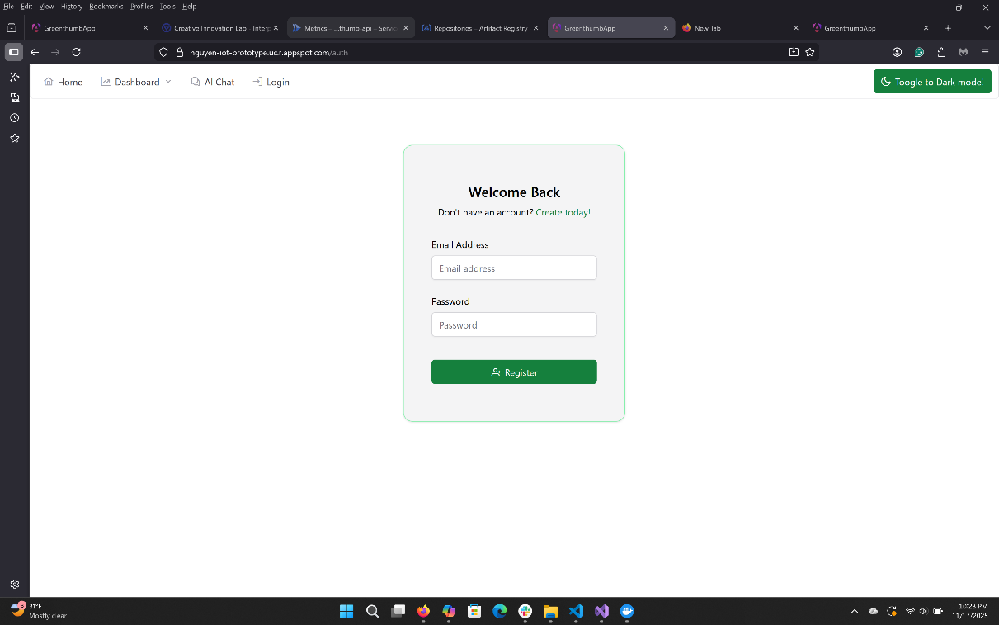 File Edit View History Bookmarks Profiles Tools Help
GreenthumbApp
Creative Innovation Lab - Interp
Metrics – ...thumb-api – Servic
Repositories – Artifact Registry
GreenthumbApp
New Tab
GreenthumbApp
nguyen-iot-prototype.uc.r.appspot.com/auth
Home
Dashboard
AI Chat
Login
Toogle to Dark mode!
Welcome Back
Don't have an account? Create today!
Email Address
Email address
Password
Password
Register
8
31°F
Mostly clear
10:23 PM
11/17/2025